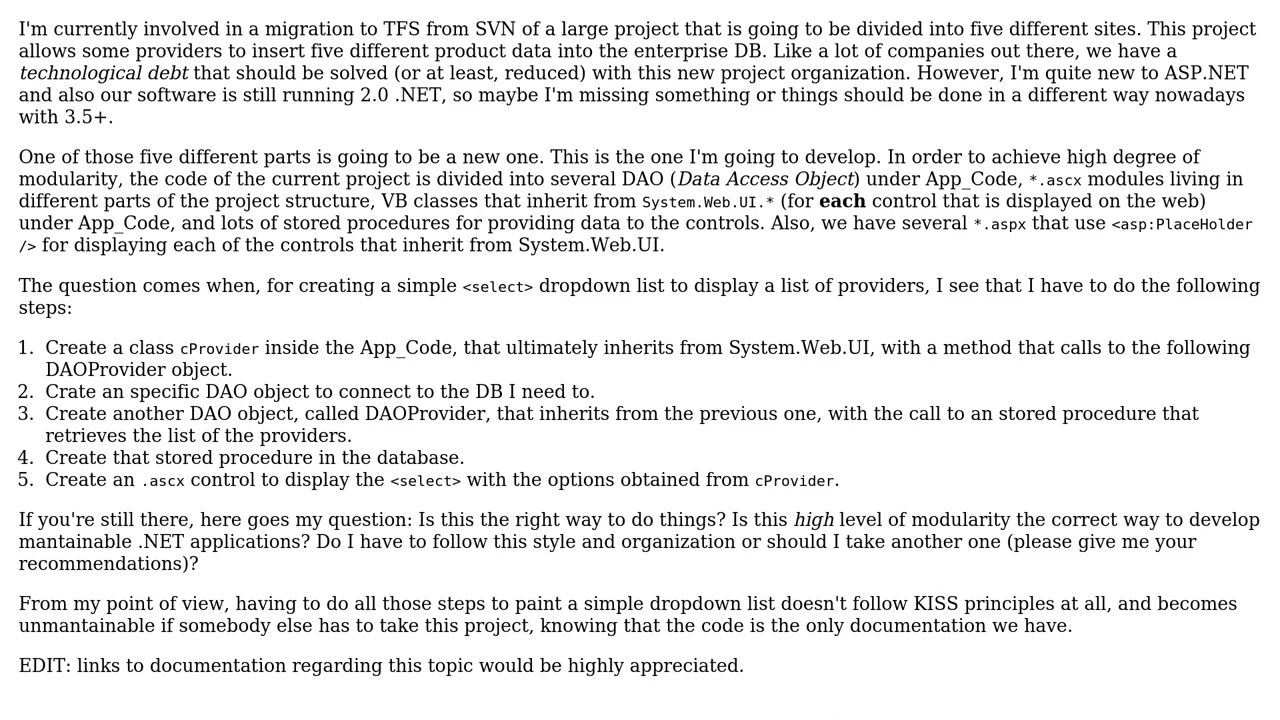 I'm currently involved in a migration to TFS from SVN of a large project that is going to be divided into five different sites. This project
allows some providers to insert five different product data into the enterprise DB. Like a lot of companies out there, we have a
technological debt that should be solved (or at least, reduced) with this new project organization. However, I'm quite new to ASP.NET
and also our software is still running 2.0 .NET, so maybe I'm missing something or things should be done in a different way nowadays
with 3.5+.
One of those five different parts is going to be a new one. This is the one I'm going to develop. In order to achieve high degree of
modularity, the code of the current project is divided into several DAO (Data Access Object) under App_Code, *.ascx modules living in
different parts of the project structure, VB classes that inherit from System.Web.UI.* (for each control that is displayed on the web)
under App_Code, and lots of stored procedures for providing data to the controls. Also, we have several *.aspx that use <asp:PlaceHolder
/> for displaying each of the controls that inherit from System.Web.UI.
The question comes when, for creating a simple <select> dropdown list to display a list of providers, I see that I have to do the following
steps:
1. Create a class cProvider inside the App_Code, that ultimately inherits from System.Web.UI, with a method that calls to the following
DAOProvider object.
2. Crate an specific DAO object to connect to the DB I need to.
3. Create another DAO object, called DAOProvider, that inherits from the previous one, with the call to an stored procedure that
retrieves the list of the providers.
4. Create that stored procedure in the database.
5. Create an .ascx control to display the <select> with the options obtained from cProvider.
If you're still there, here goes my question: Is this the right way to do things? Is this high level of modularity the correct way to develop
mantainable .NET applications? Do I have to follow this style and organization or should I take another one (please give me your
recommendations)?
From my point of view, having to do all those steps to paint a simple dropdown list doesn't follow KISS principles at all, and becomes
unmantainable if somebody else has to take this project, knowing that the code is the only documentation we have.
EDIT: links to documentation regarding this topic would be highly appreciated.